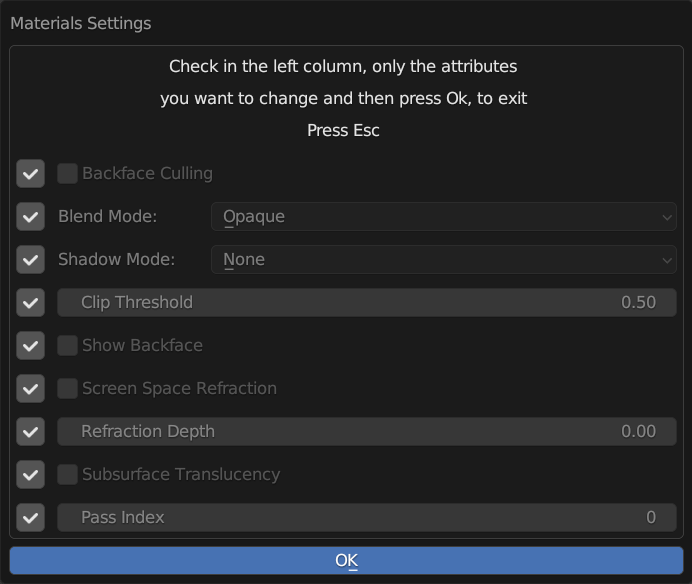 Materials Settings
Check in the left column, only the attributes
you want to change and then press Ok, to exit
Press Esc
Backface Culling
Blend Mode: Opaque
Shadow Mode: None
Clip Threshold 0.50
Show Backface
Screen Space Refraction
Refraction Depth 0.00
Subsurface Translucency
Pass Index 0
OK